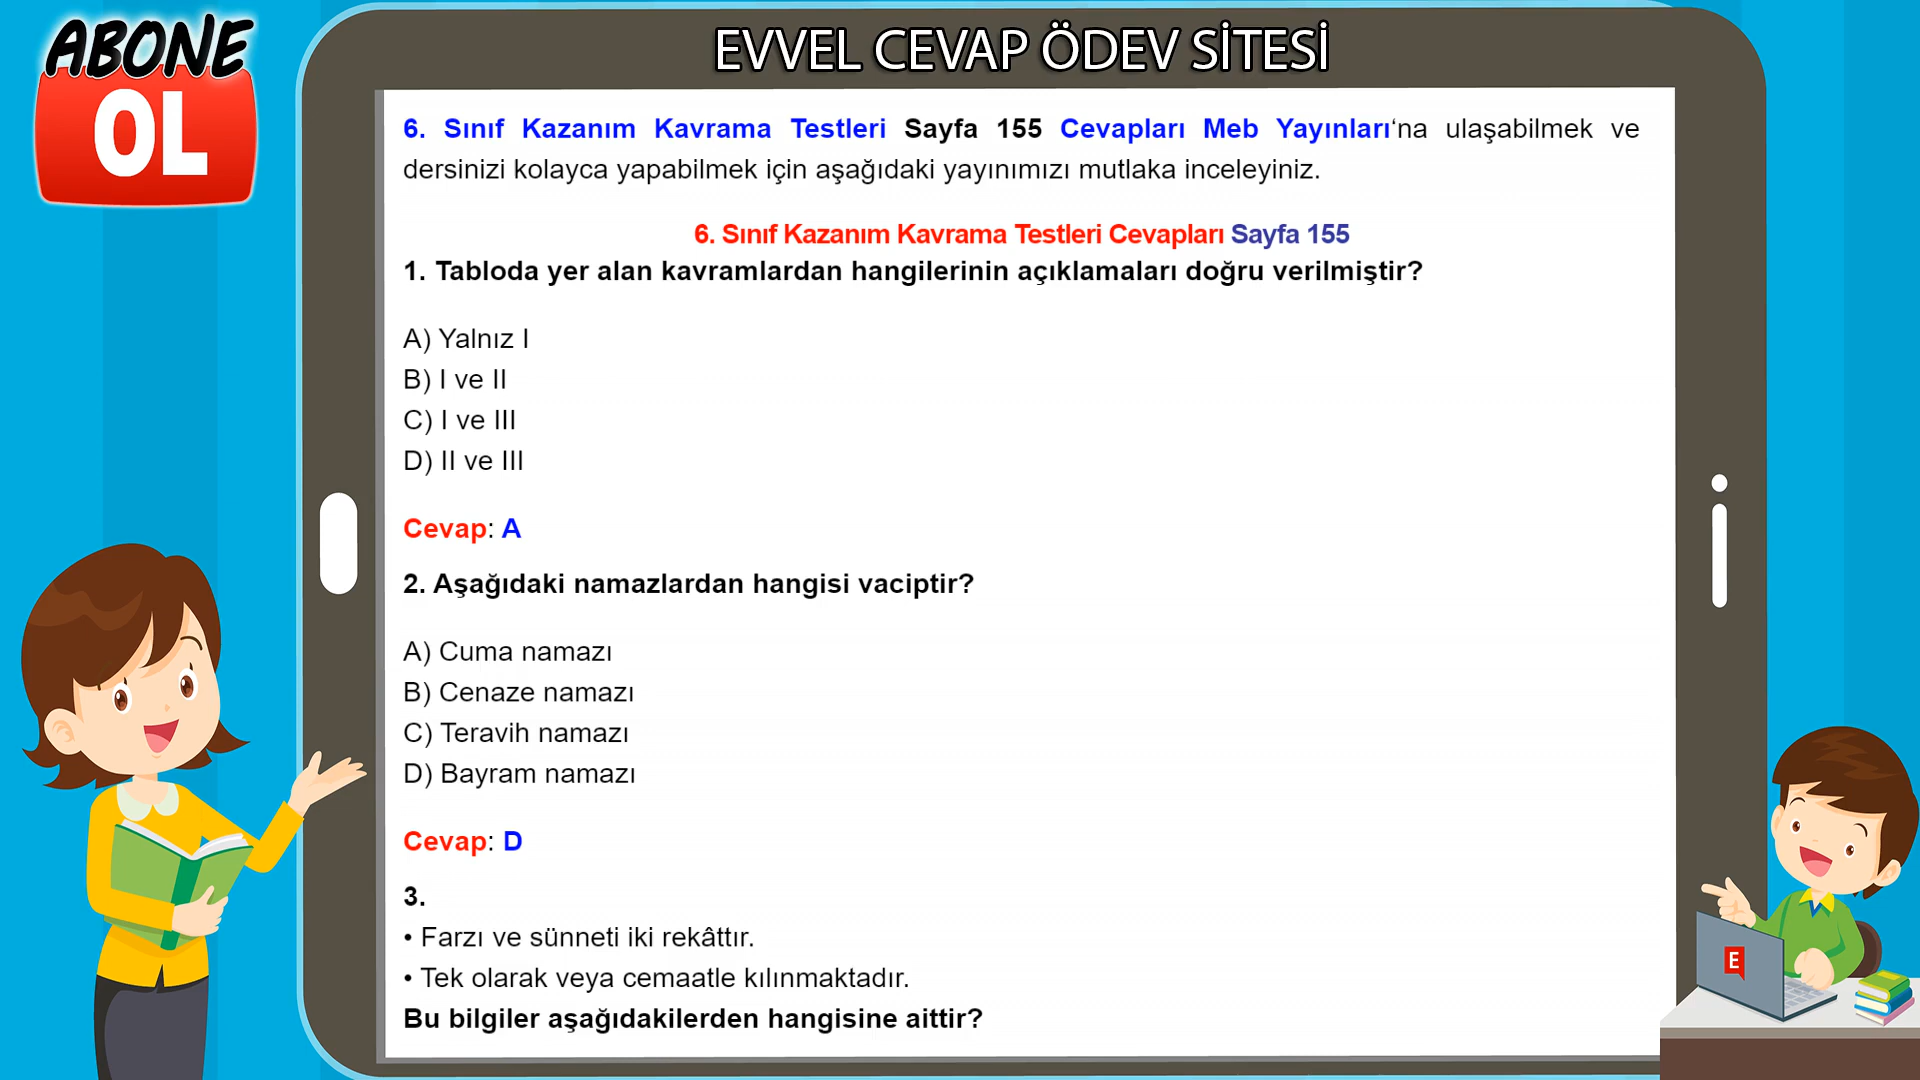 ABONE
OL
EVVEL CEVAP ÖDEV SİTESİ
6. Sınıf Kazanım Kavrama Testleri Sayfa 155 Cevapları Meb Yayınları‘na ulaşabilmek ve
dersinizi kolayca yapabilmek için aşağıdaki yayınımızı mutlaka inceleyiniz.
6. Sınıf Kazanım Kavrama Testleri Cevapları Sayfa 155
1. Tabloda yer alan kavramlardan hangilerinin açıklamaları doğru verilmiştir?
A) Yalnız I
B) I ve II
C) I ve III
D) II ve III
Cevap: A
2. Aşağıdaki namazlardan hangisi vaciptir?
A) Cuma namazı
B) Cenaze namazı
C) Teravih namazı
D) Bayram namazı
Cevap: D
3.
• Farzı ve sünneti iki rekâttır.
• Tek olarak veya cemaatle kılınmaktadır.
Bu bilgiler aşağıdakilerden hangisine aittir?
E